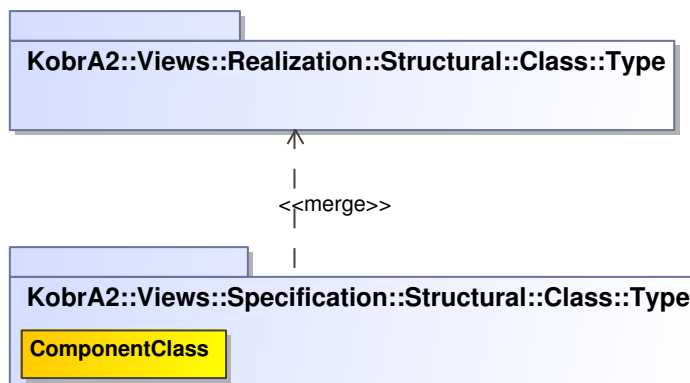 KobrA2::Views::Realization::Structural::Class::Type
<<merge>>
KobrA2::Views::Specification::Structural::Class::Type
ComponentClass